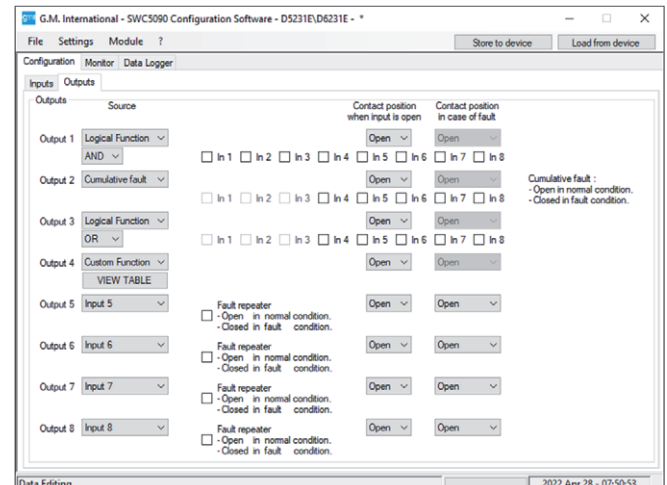 G.M. International - SWC5090 Configuration Software - D5231E\D6231E - *
File Settings Module ? Store to device Load from device
Configuration Monitor Data Logger
Inputs Outputs
Outputs
Source Contact position when input is open Contact position in case of fault
Output 1 Logical Function Open Open
AND In 1 In 2 In 3 In 4 In 5 In 6 In 7 In 8
Output 2 Cumulative fault Open Open Cumulative fault :
- Open in normal condition.
- Closed in fault condition.
In 1 In 2 In 3 In 4 In 5 In 6 In 7 In 8
Output 3 Logical Function Open Open
OR In 1 In 2 In 3 In 4 In 5 In 6 In 7 In 8
Output 4 Custom Function Open Open
VIEW TABLE
Output 5 Input 5 Open Open
Fault repeater
- Open in normal condition.
- Closed in fault condition.
Output 6 Input 6 Open Open
Fault repeater
- Open in normal condition.
- Closed in fault condition.
Output 7 Input 7 Open Open
Fault repeater
- Open in normal condition.
- Closed in fault condition.
Output 8 Input 8 Open Open
Fault repeater
- Open in normal condition.
- Closed in fault condition.
Data Editing 2022 Apr 28 - 07:50:53